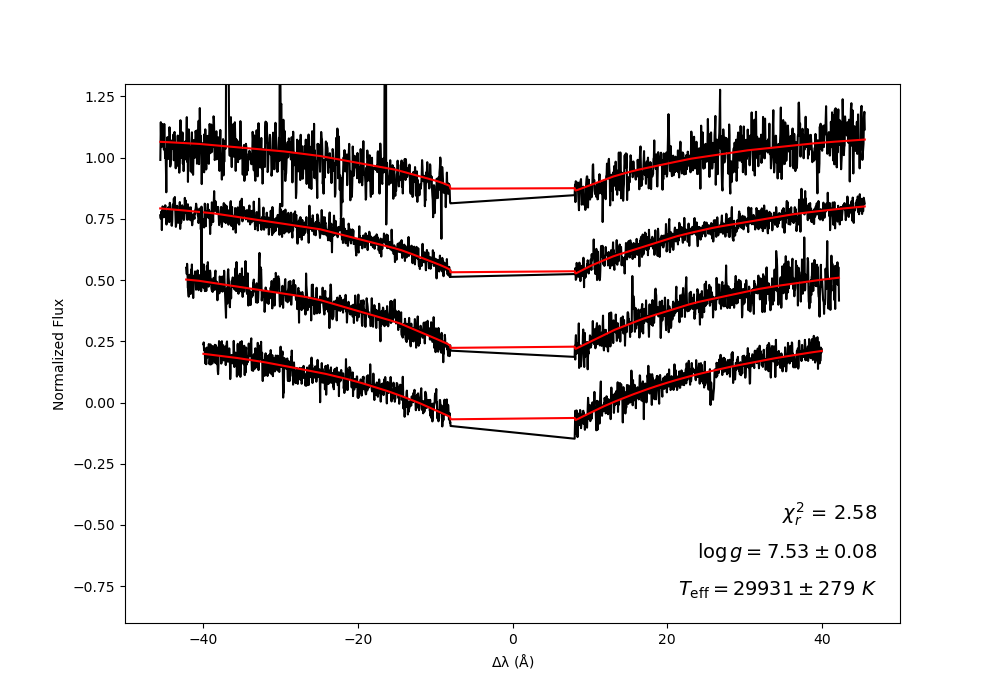 1.25
1.00
0.75
0.50
0.25
0.00
−0.25
−0.50
−0.75
Normalized Flux
χ²ᵣ = 2.58
log g = 7.53 ± 0.08
T_eff = 29931 ± 279 K
−40
−20
0
20
40
Δλ (Å)